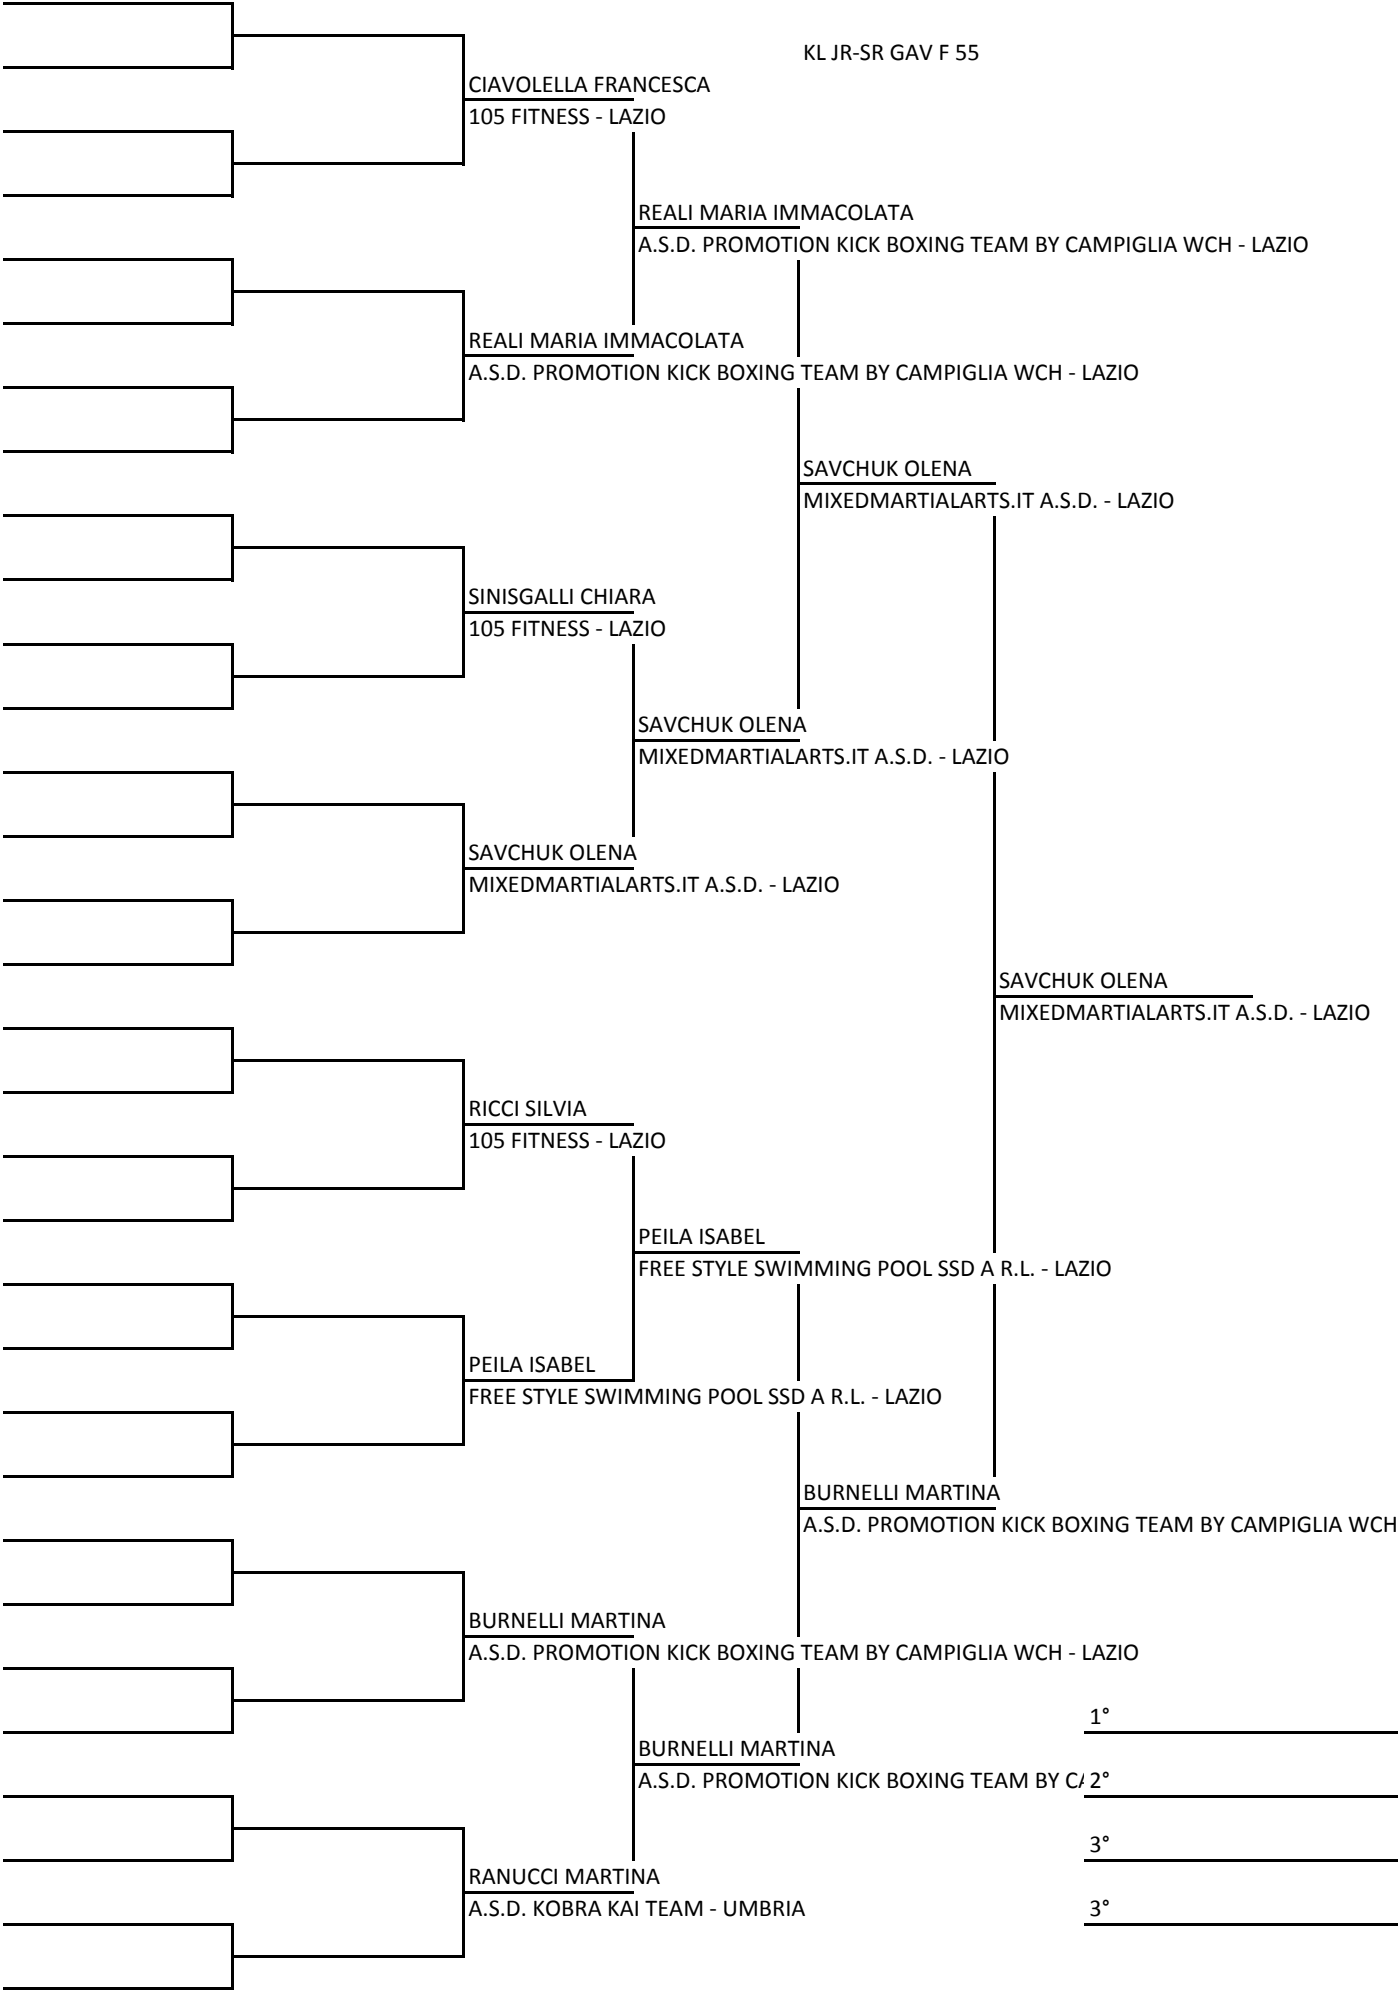 KL JR-SR GAV F 55
CIAVOLELLA FRANCESCA
105 FITNESS - LAZIO
REALI MARIA IMMACOLATA
A.S.D. PROMOTION KICK BOXING TEAM BY CAMPIGLIA WCH - LAZIO
REALI MARIA IMMACOLATA
A.S.D. PROMOTION KICK BOXING TEAM BY CAMPIGLIA WCH - LAZIO
SAVCHUK OLENA
MIXEDMARTIALARTS.IT A.S.D. - LAZIO
SINISGALLI CHIARA
105 FITNESS - LAZIO
SAVCHUK OLENA
MIXEDMARTIALARTS.IT A.S.D. - LAZIO
SAVCHUK OLENA
MIXEDMARTIALARTS.IT A.S.D. - LAZIO
SAVCHUK OLENA
MIXEDMARTIALARTS.IT A.S.D. - LAZIO
RICCI SILVIA
105 FITNESS - LAZIO
PEILA ISABEL
FREE STYLE SWIMMING POOL SSD A R.L. - LAZIO
PEILA ISABEL
FREE STYLE SWIMMING POOL SSD A R.L. - LAZIO
BURNELLI MARTINA
A.S.D. PROMOTION KICK BOXING TEAM BY CAMPIGLIA WCH
BURNELLI MARTINA
A.S.D. PROMOTION KICK BOXING TEAM BY CAMPIGLIA WCH - LAZIO
1°
BURNELLI MARTINA
A.S.D. PROMOTION KICK BOXING TEAM BY CA
2°
3°
RANUCCI MARTINA
A.S.D. KOBRA KAI TEAM - UMBRIA
3°